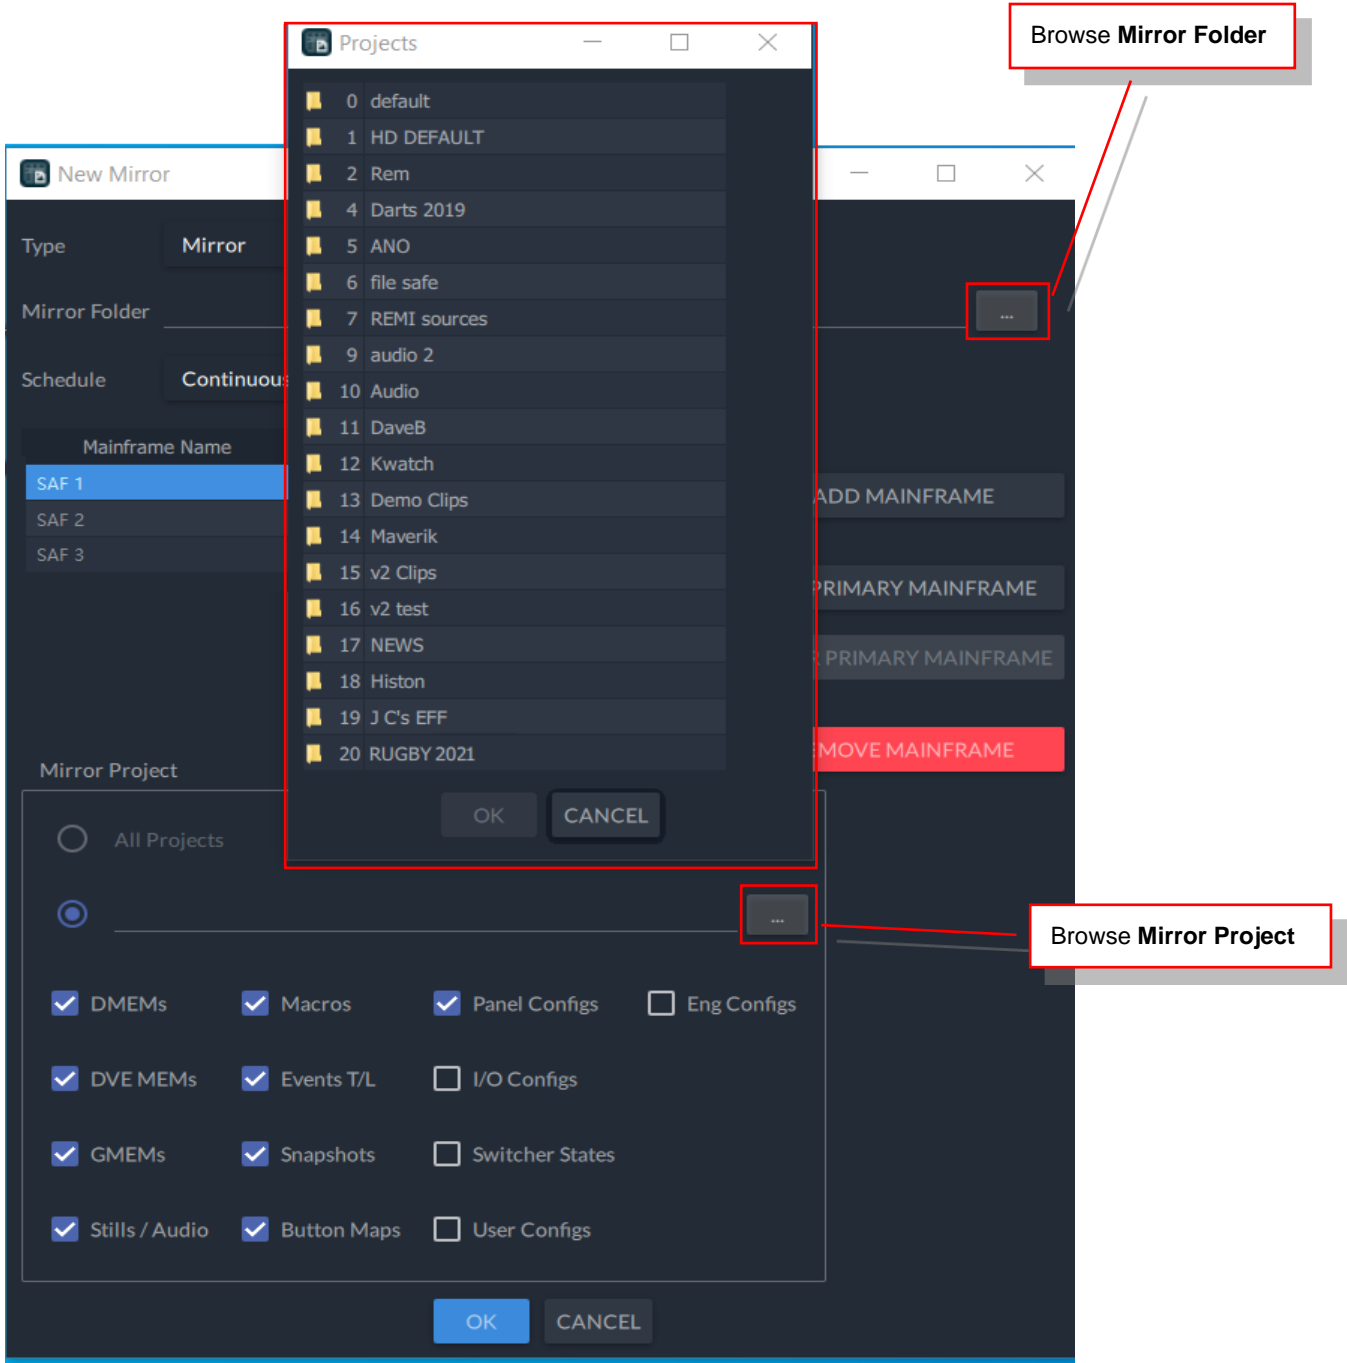 Browse Mirror Folder
Projects
0 default
1 HD DEFAULT
2 Rem
4 Darts 2019
5 ANO
6 file safe
7 REMI sources
9 audio 2
10 Audio
11 DaveB
12 Kwatch
13 Demo Clips
14 Maverik
15 v2 Clips
16 v2 test
17 NEWS
18 Histon
19 J C's EFF
20 RUGBY 2021
OK CANCEL
New Mirror
Type Mirror
Mirror Folder ...
Schedule Continuous
Mainframe Name
SAF 1
SAF 2
SAF 3
ADD MAINFRAME
PRIMARY MAINFRAME
R PRIMARY MAINFRAME
MOVE MAINFRAME
Mirror Project
All Projects
...
Browse Mirror Project
DMEMs Macros Panel Configs Eng Configs
DVE MEMs Events T/L I/O Configs
GMEMs Snapshots Switcher States
Stills / Audio Button Maps User Configs
OK CANCEL